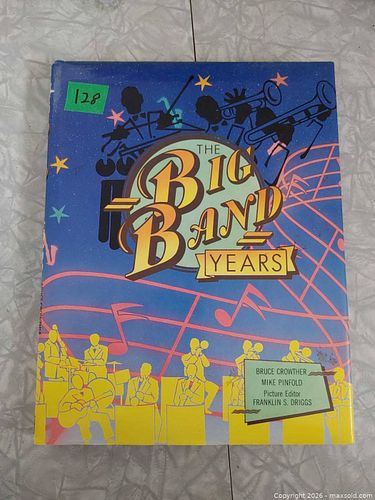 128
THE
BIG
BAND
YEARS
BRUCE CROWTHER
MIKE PINFOLD
Picture Editor
FRANKLIN S. DRIGGS
Copyright 2026 - maxsold.com